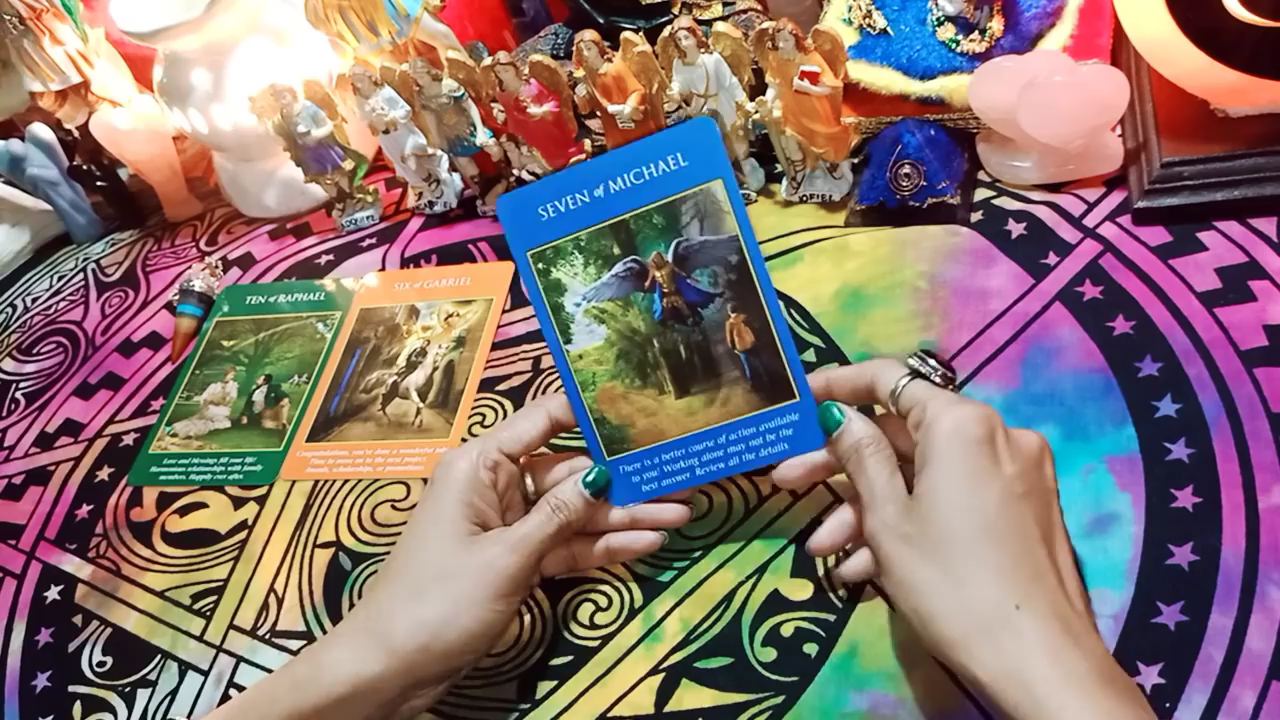 SEVEN of MICHAEL
There is a better course of action available
to you! Working alone may not be the
best answer. Review all the details
TEN of RAPHAEL
Love and blessings fill your life!
Harmonious relationships with family
members. Happily ever after.
SIX of GABRIEL
Congratulations, you've done a wonderful
Time to move on to the next project.
Awards, scholarships, or promotions.